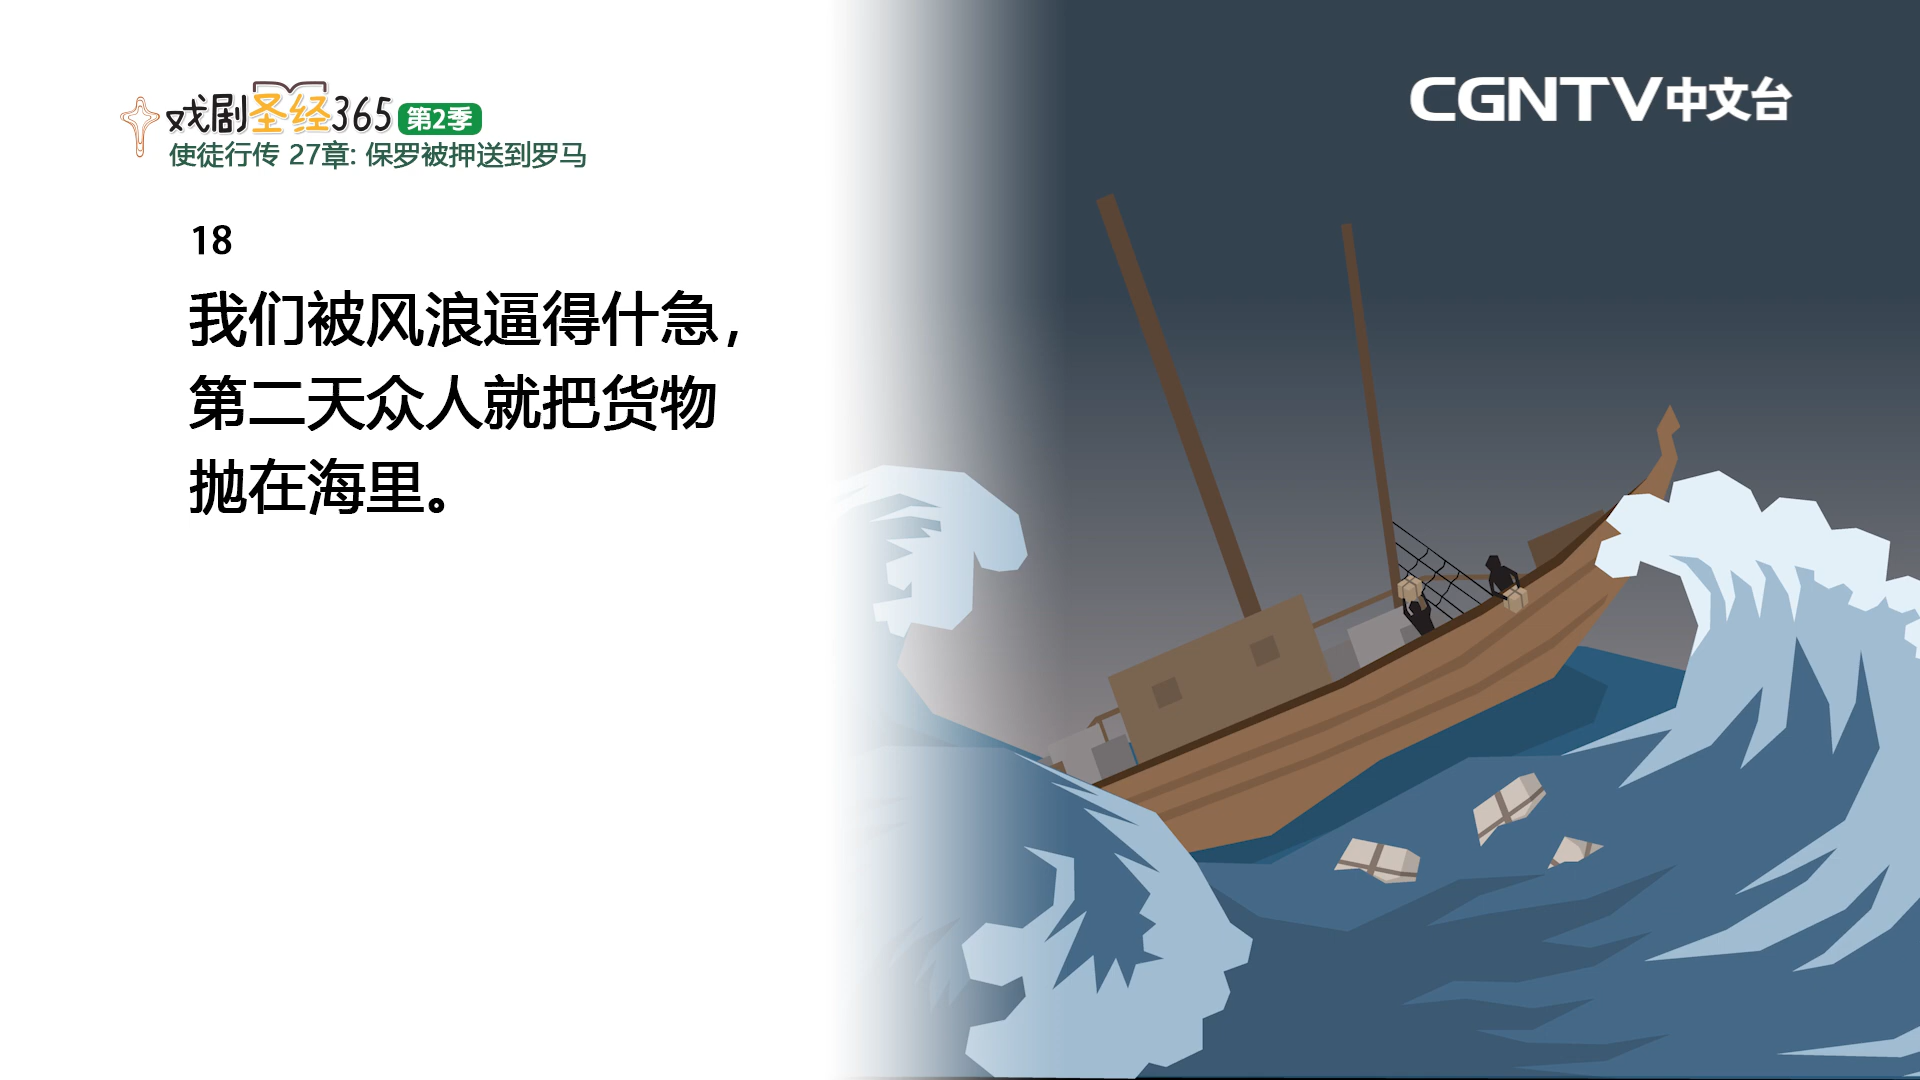 戏剧圣经365 第2季
使徒行传 27章: 保罗被押送到罗马
CGNTV中文台
18
我们被风浪逼得什急，
第二天众人就把货物
抛在海里。